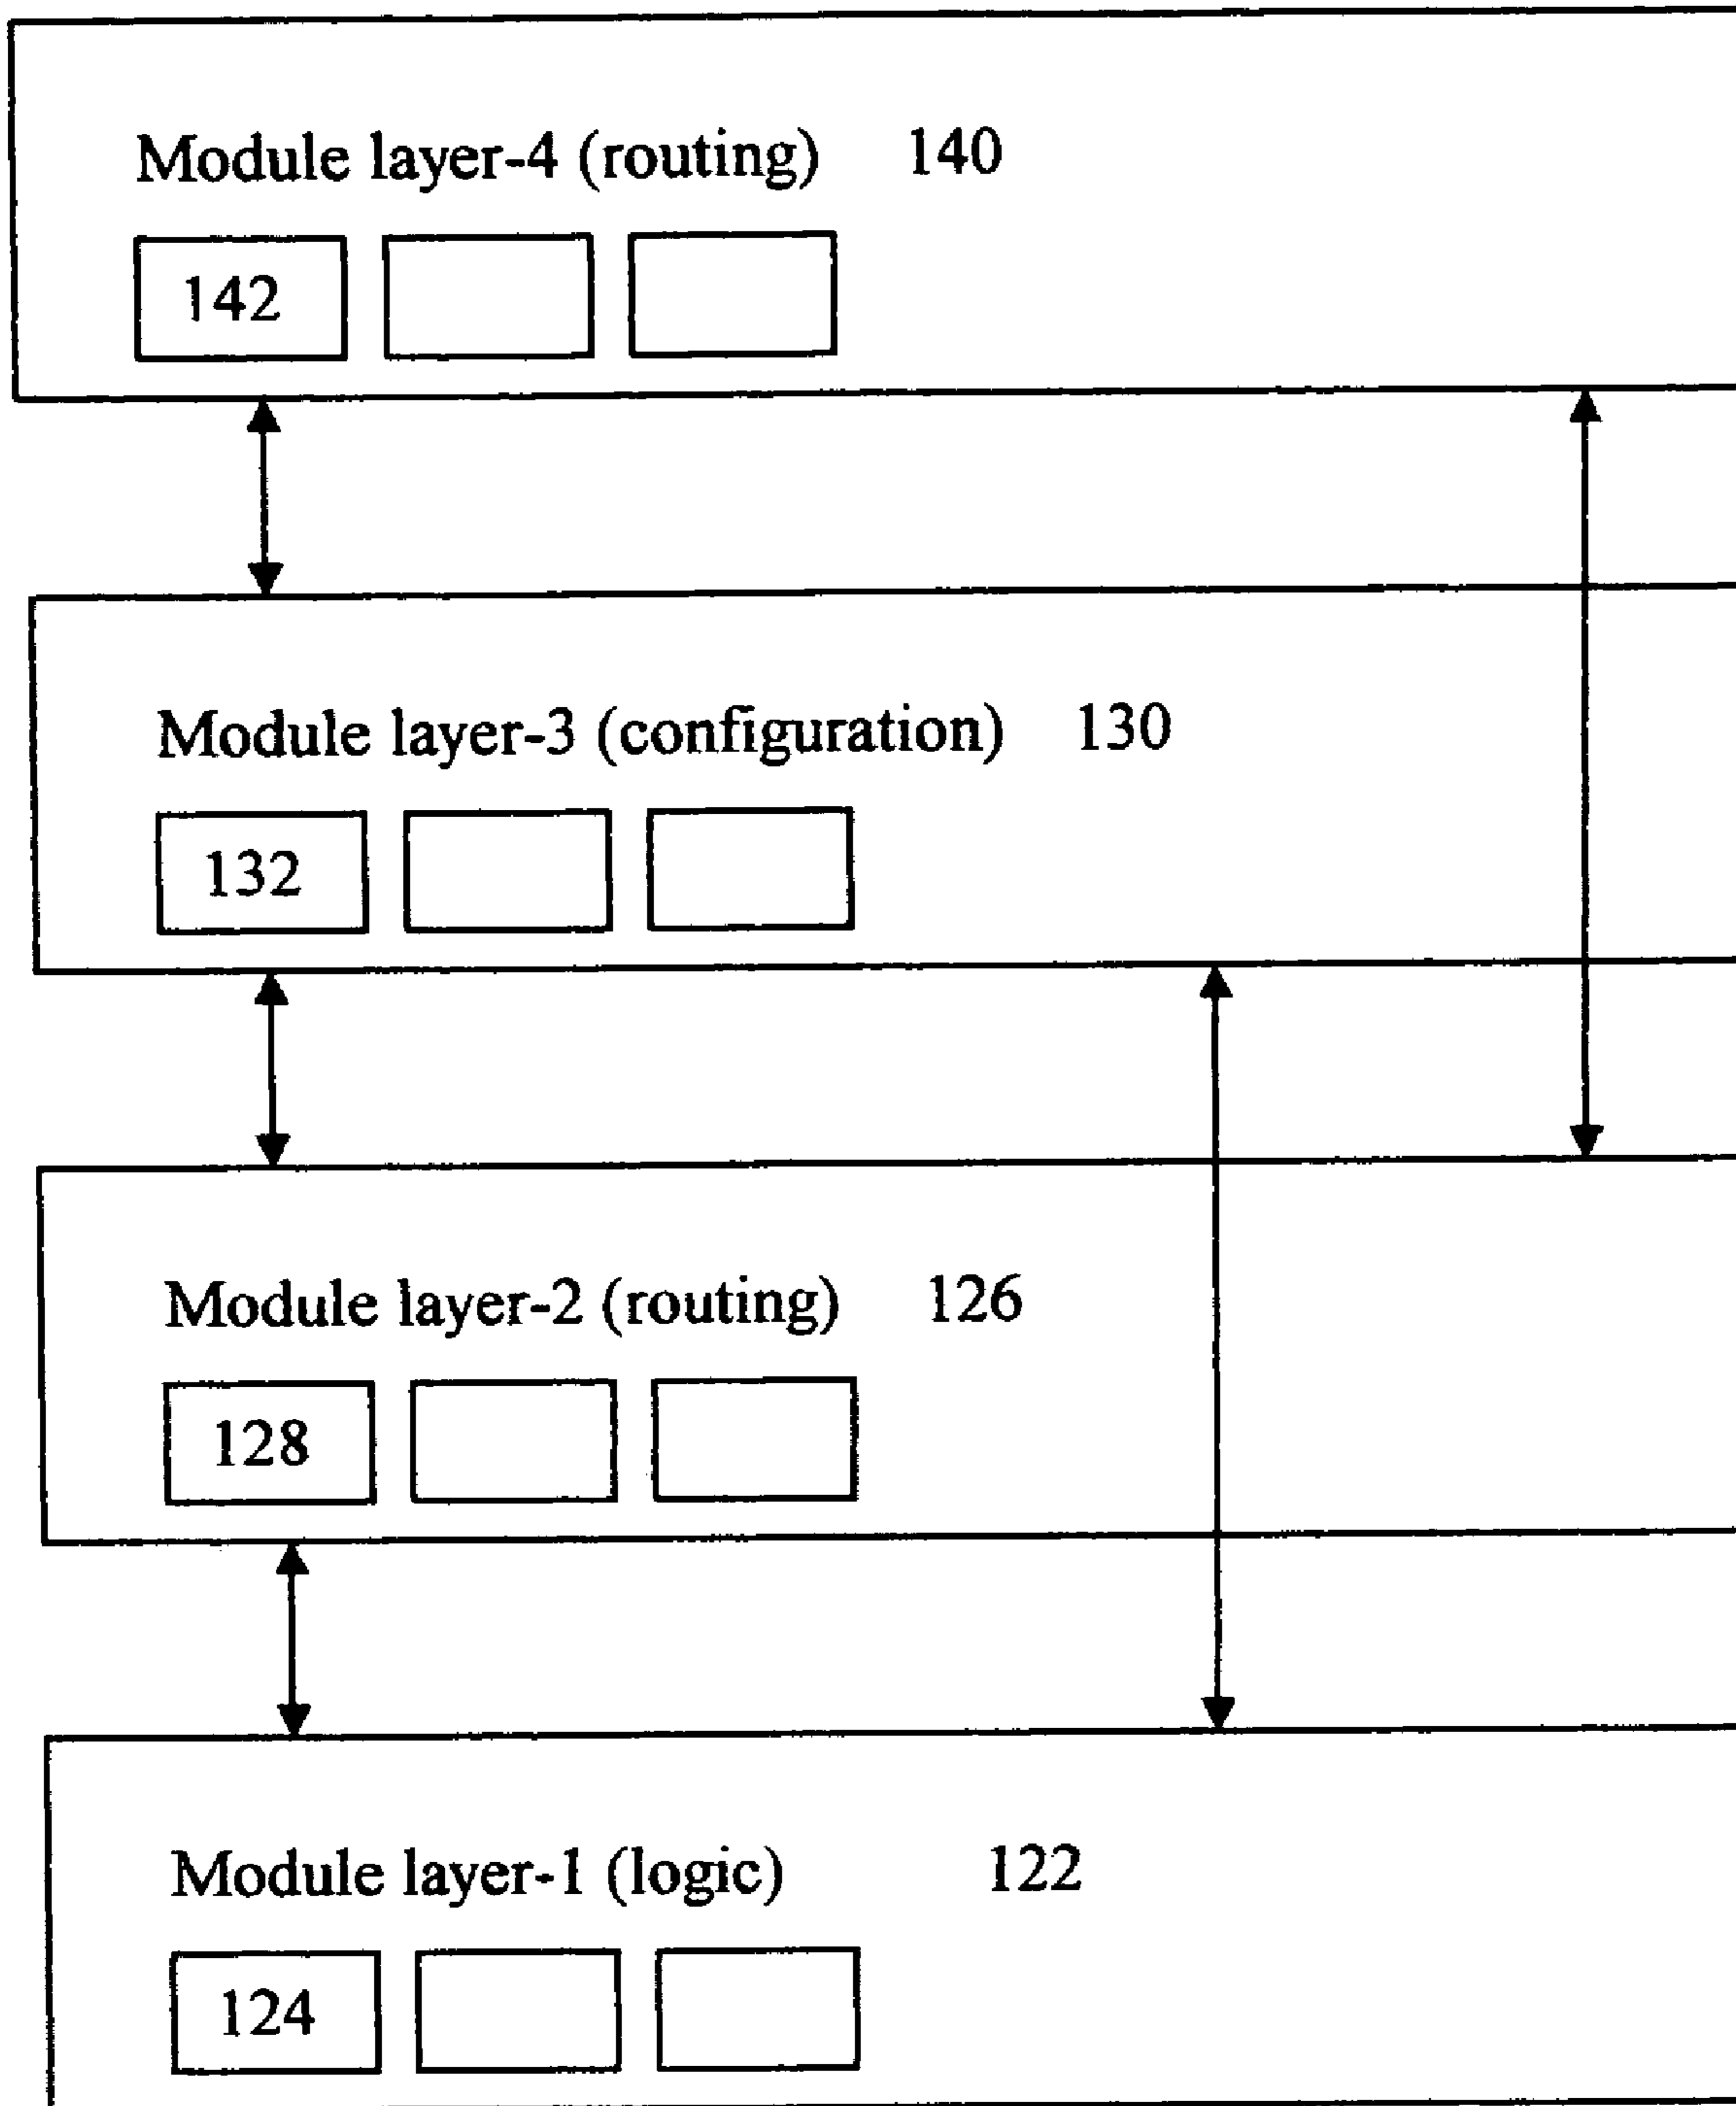 Module layer-4 (routing) 140
142
Module layer-3 (configuration) 130
132
Module layer-2 (routing) 126
128
Module layer-1 (logic) 122
124